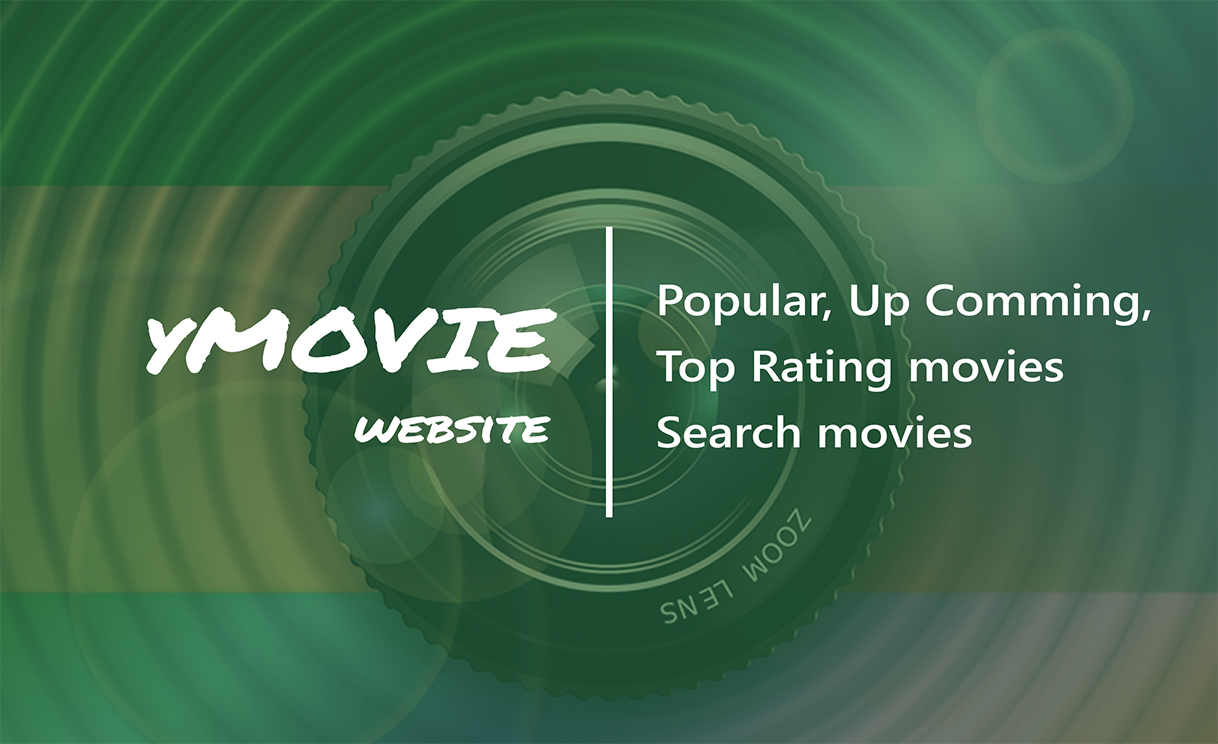 yMOVIE
WEBSITE
Popular, Up Comming,
Top Rating movies
Search movies
ZOOM LENS